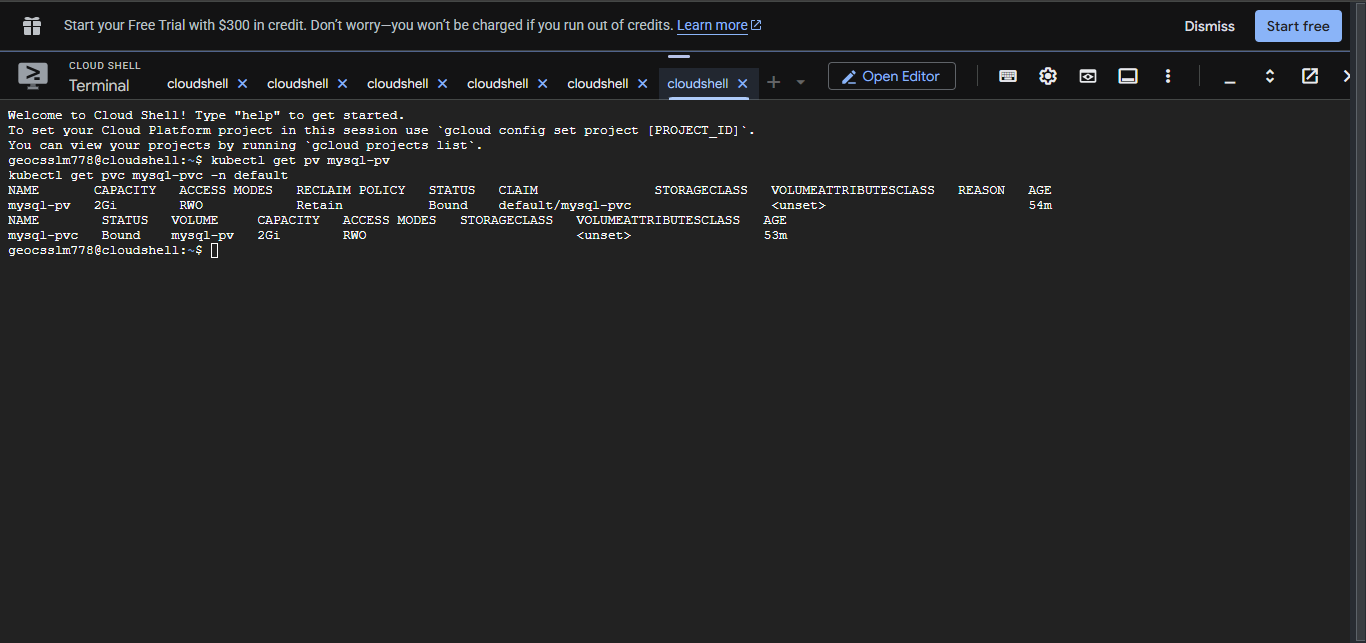 Start your Free Trial with $300 in credit. Don't worry—you won't be charged if you run out of credits. Learn more
Dismiss
Start free
CLOUD SHELL
Terminal
cloudshell
cloudshell
cloudshell
cloudshell
cloudshell
cloudshell
Open Editor
Welcome to Cloud Shell! Type "help" to get started.
To set your Cloud Platform project in this session use `gcloud config set project [PROJECT_ID]`.
You can view your projects by running `gcloud projects list`.
geocsslm778@cloudshell:~$ kubectl get pv mysql-pv
kubectl get pvc mysql-pvc -n default
NAME       CAPACITY   ACCESS MODES   RECLAIM POLICY   STATUS   CLAIM               STORAGECLASS   VOLUMEATTRIBUTESCLASS   REASON   AGE
mysql-pv   2Gi        RWO            Retain           Bound    default/mysql-pvc                  <unset>                          54m
NAME        STATUS   VOLUME     CAPACITY   ACCESS MODES   STORAGECLASS   VOLUMEATTRIBUTESCLASS   AGE
mysql-pvc   Bound    mysql-pv   2Gi        RWO                           <unset>                 53m
geocsslm778@cloudshell:~$